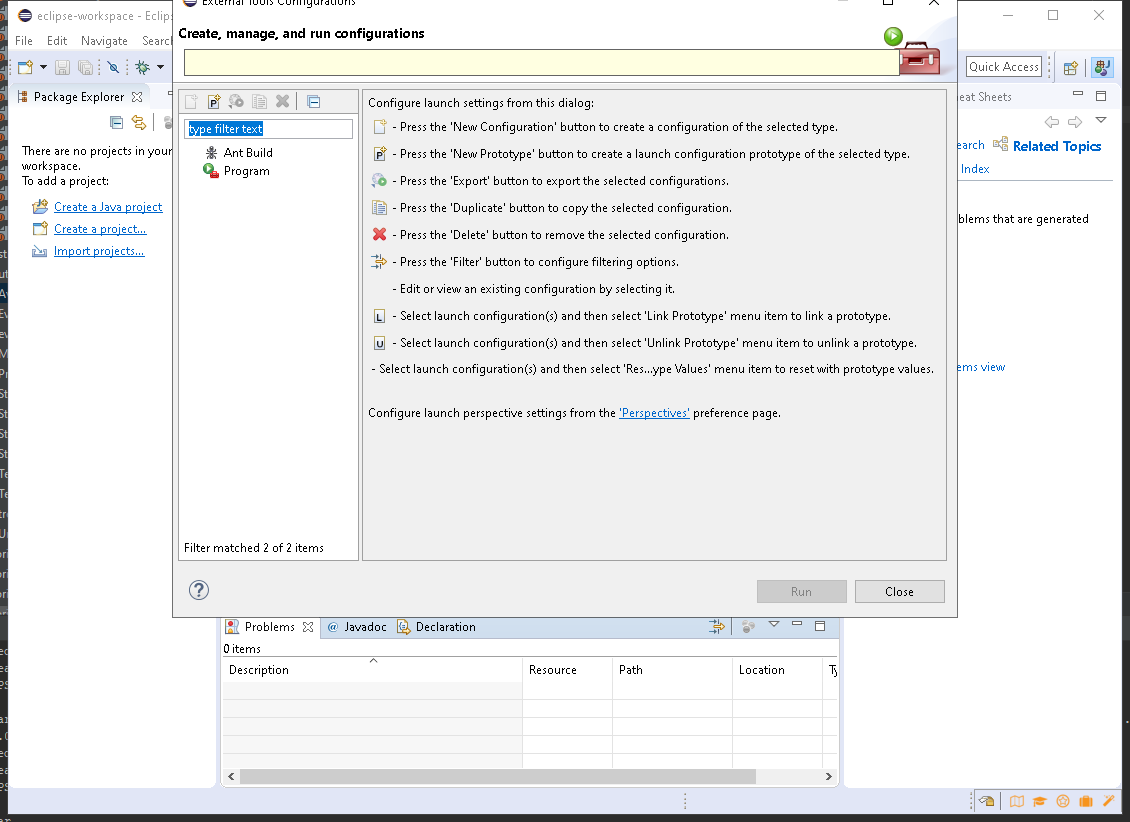 eclipse-workspace - Eclips
External Tools Configurations
File Edit Navigate Search
Create, manage, and run configurations
Quick Access
Package Explorer
type filter text
Ant Build
Program
Filter matched 2 of 2 items
Configure launch settings from this dialog:
- Press the 'New Configuration' button to create a configuration of the selected type.
- Press the 'New Prototype' button to create a launch configuration prototype of the selected type.
- Press the 'Export' button to export the selected configurations.
- Press the 'Duplicate' button to copy the selected configuration.
- Press the 'Delete' button to remove the selected configuration.
- Press the 'Filter' button to configure filtering options.
- Edit or view an existing configuration by selecting it.
- Select launch configuration(s) and then select 'Link Prototype' menu item to link a prototype.
- Select launch configuration(s) and then select 'Unlink Prototype' menu item to unlink a prototype.
- Select launch configuration(s) and then select 'Res...ype Values' menu item to reset with prototype values.
Configure launch perspective settings from the 'Perspectives' preference page.
Run Close
There are no projects in your
workspace.
To add a project:
Create a Java project
Create a project...
Import projects...
eat Sheets
earch Related Topics
Index
blems that are generated
ems view
Problems @ Javadoc Declaration
0 items
Description Resource Path Location Ty